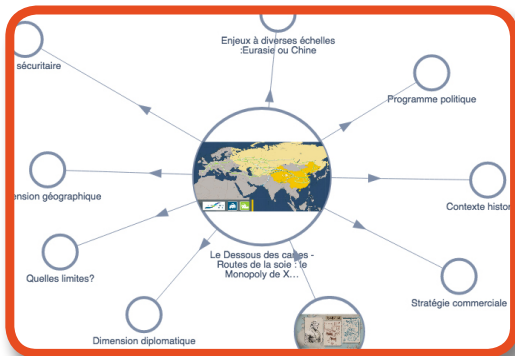 Enjeux à diverses échelles
:Eurasie ou Chine
sécuritaire
Programme politique
ension géographique
Contexte histor
Le Dessous des cartes -
Routes de la soie : le
Monopoly de X...
Quelles limites?
Stratégie commerciale
Dimension diplomatique